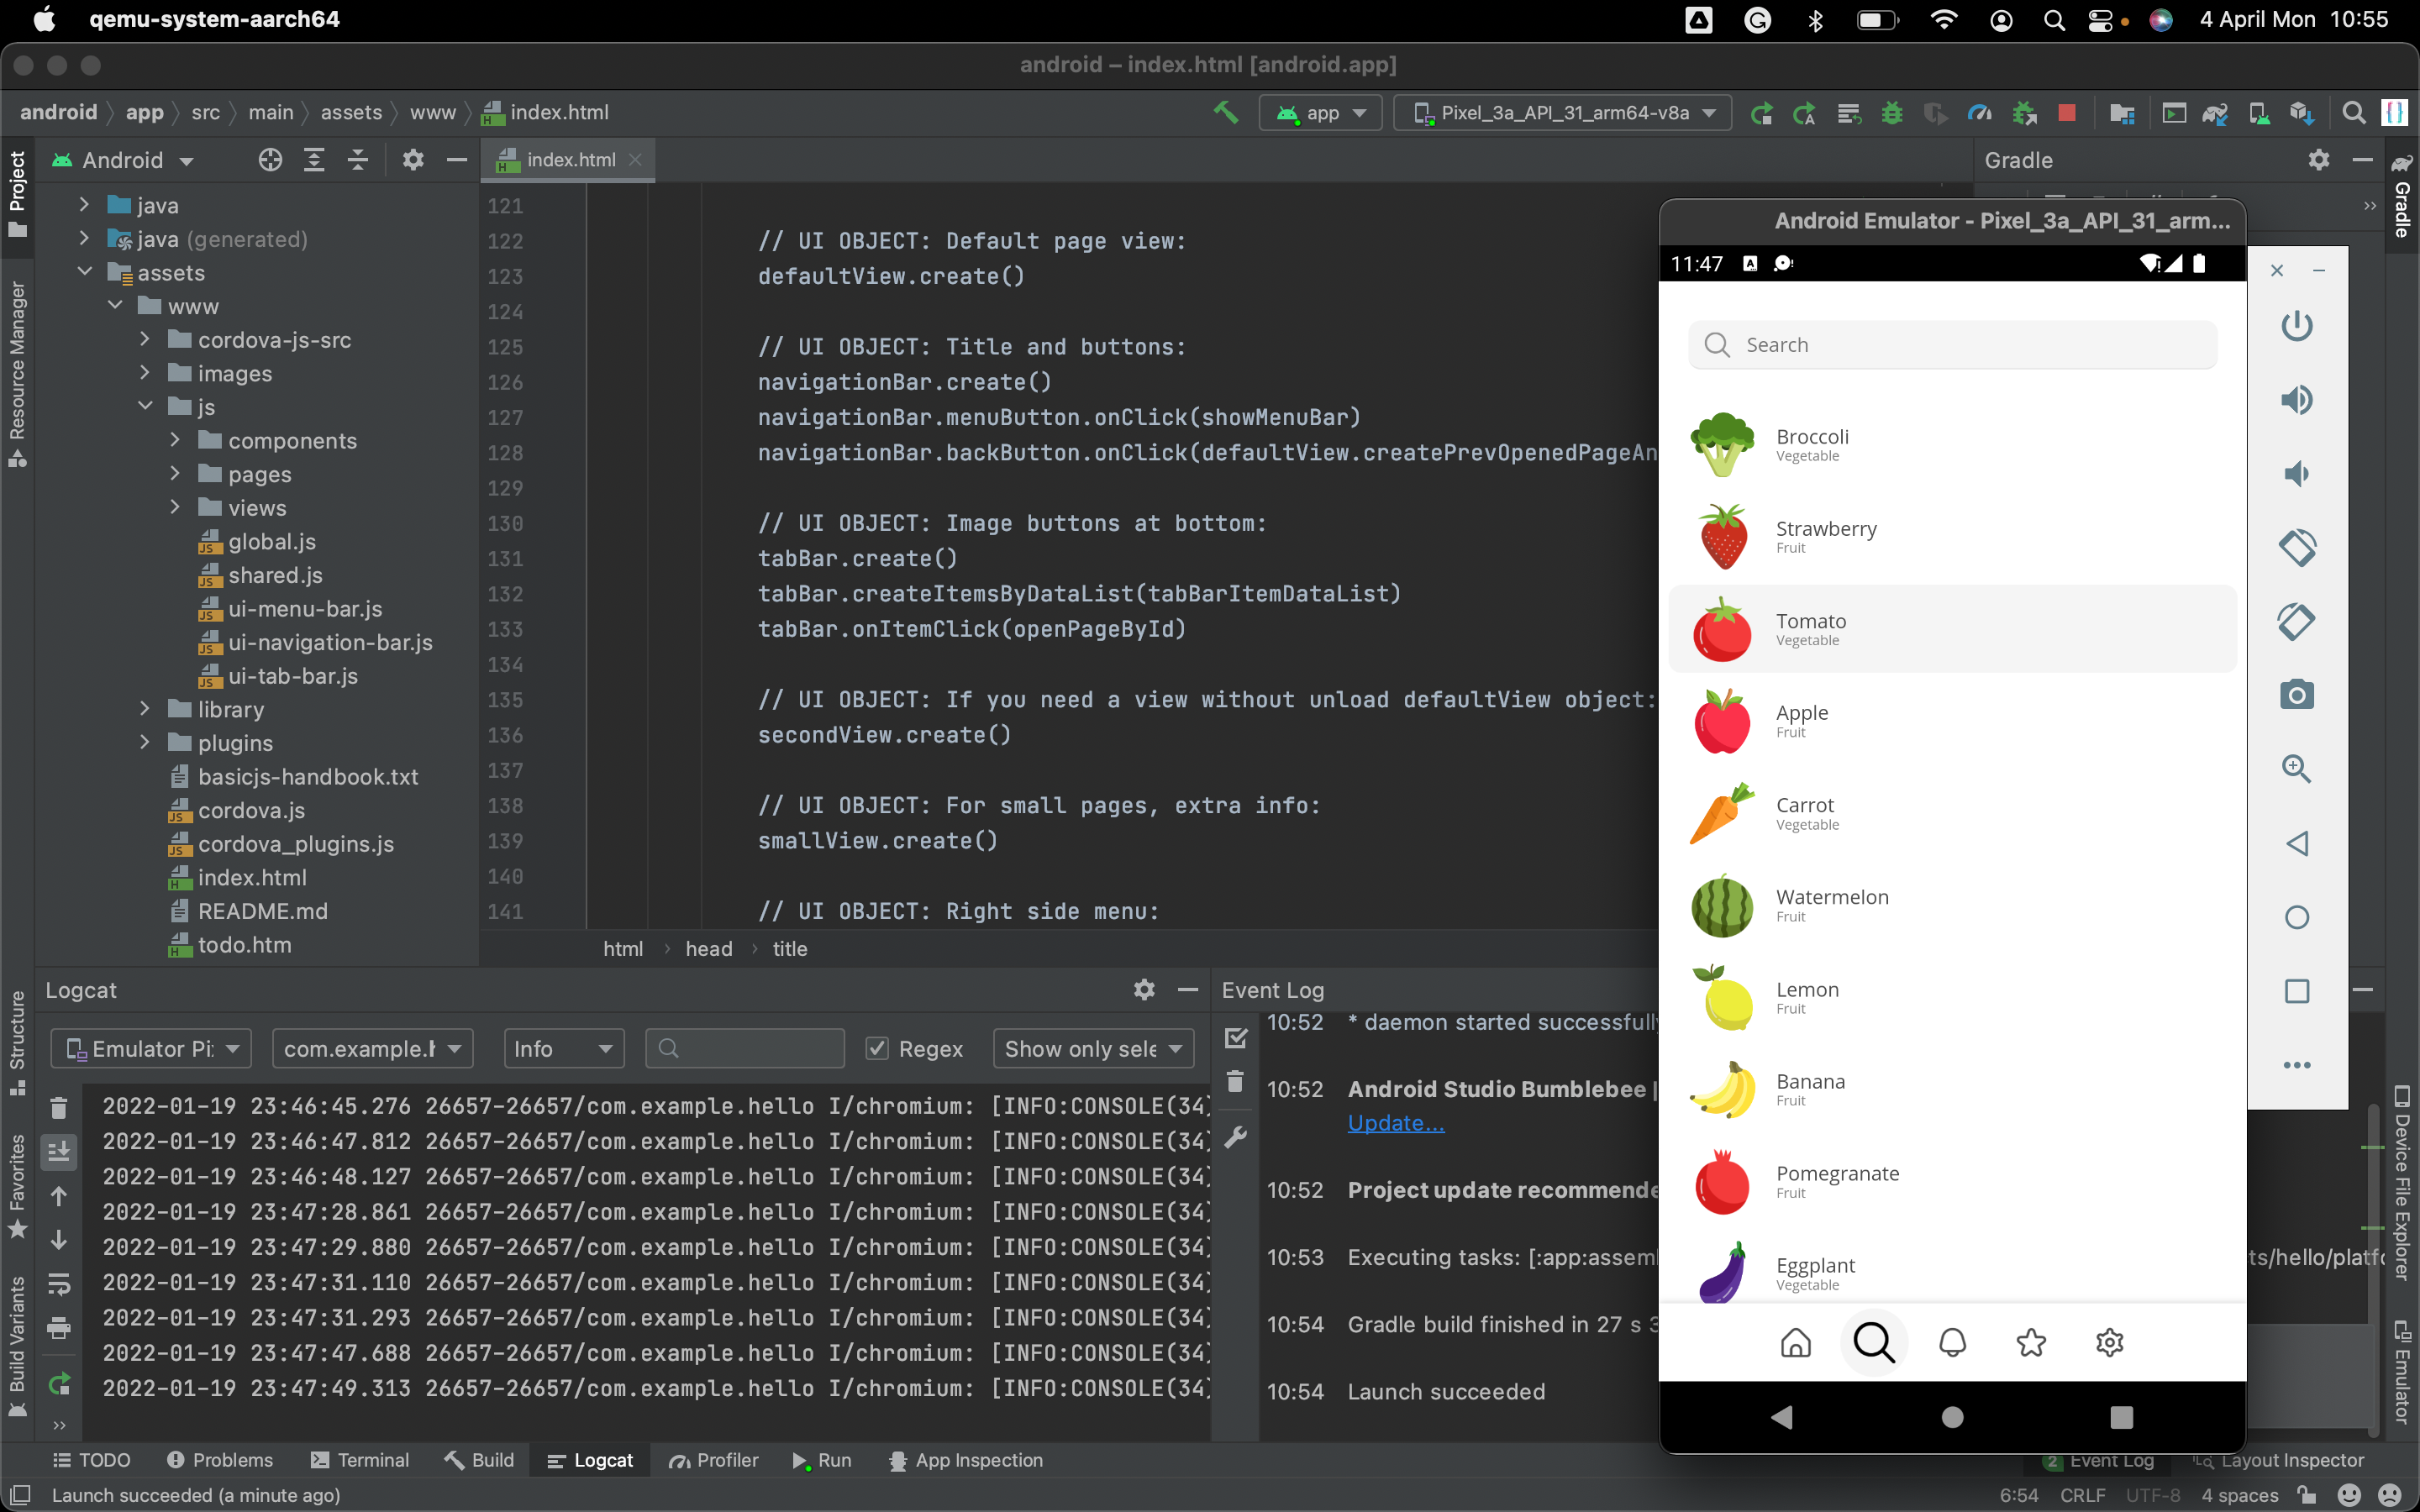 qemu-system-aarch64
4 April Mon 10:55
android – index.html [android.app]
android app src main assets www index.html
app
Pixel_3a_API_31_arm64-v8a
Project
Resource Manager
Structure
Favorites
Build Variants
Android
java
java (generated)
assets
www
cordova-js-src
images
js
components
pages
views
global.js
shared.js
ui-menu-bar.js
ui-navigation-bar.js
ui-tab-bar.js
library
plugins
basicjs-handbook.txt
cordova.js
cordova_plugins.js
index.html
README.md
todo.htm
index.html
121
122 // UI OBJECT: Default page view:
123 defaultView.create()
124
125 // UI OBJECT: Title and buttons:
126 navigationBar.create()
127 navigationBar.menuButton.onClick(showMenuBar)
128 navigationBar.backButton.onClick(defaultView.createPrevOpenedPageAn
129
130 // UI OBJECT: Image buttons at bottom:
131 tabBar.create()
132 tabBar.createItemsByDataList(tabBarItemDataList)
133 tabBar.onItemClick(openPageById)
134
135 // UI OBJECT: If you need a view without unload defaultView object:
136 secondView.create()
137
138 // UI OBJECT: For small pages, extra info:
139 smallView.create()
140
141 // UI OBJECT: Right side menu:
html head title
Gradle
Gradle
Device File Explorer
Emulator
Android Emulator - Pixel_3a_API_31_arm...
11:47
Search
Broccoli
Vegetable
Strawberry
Fruit
Tomato
Vegetable
Apple
Fruit
Carrot
Vegetable
Watermelon
Fruit
Lemon
Fruit
Banana
Fruit
Pomegranate
Fruit
Eggplant
Vegetable
Logcat
Emulator Pi
com.example.
Info
Regex
Show only sele
2022-01-19 23:46:45.276 26657-26657/com.example.hello I/chromium: [INFO:CONSOLE(34)
2022-01-19 23:46:47.812 26657-26657/com.example.hello I/chromium: [INFO:CONSOLE(34)
2022-01-19 23:46:48.127 26657-26657/com.example.hello I/chromium: [INFO:CONSOLE(34)
2022-01-19 23:47:28.861 26657-26657/com.example.hello I/chromium: [INFO:CONSOLE(34)
2022-01-19 23:47:29.880 26657-26657/com.example.hello I/chromium: [INFO:CONSOLE(34)
2022-01-19 23:47:31.110 26657-26657/com.example.hello I/chromium: [INFO:CONSOLE(34)
2022-01-19 23:47:31.293 26657-26657/com.example.hello I/chromium: [INFO:CONSOLE(34)
2022-01-19 23:47:47.688 26657-26657/com.example.hello I/chromium: [INFO:CONSOLE(34)
2022-01-19 23:47:49.313 26657-26657/com.example.hello I/chromium: [INFO:CONSOLE(34)
Event Log
10:52 * daemon started successfully
10:52 Android Studio Bumblebee |
Update...
10:52 Project update recommende
10:53 Executing tasks: [:app:assem ts/hello/platfo
10:54 Gradle build finished in 27 s 3
10:54 Launch succeeded
TODO Problems Terminal Build Logcat Profiler Run App Inspection
2 Event Log Layout Inspector
Launch succeeded (a minute ago)
6:54 CRLF UTF-8 4 spaces